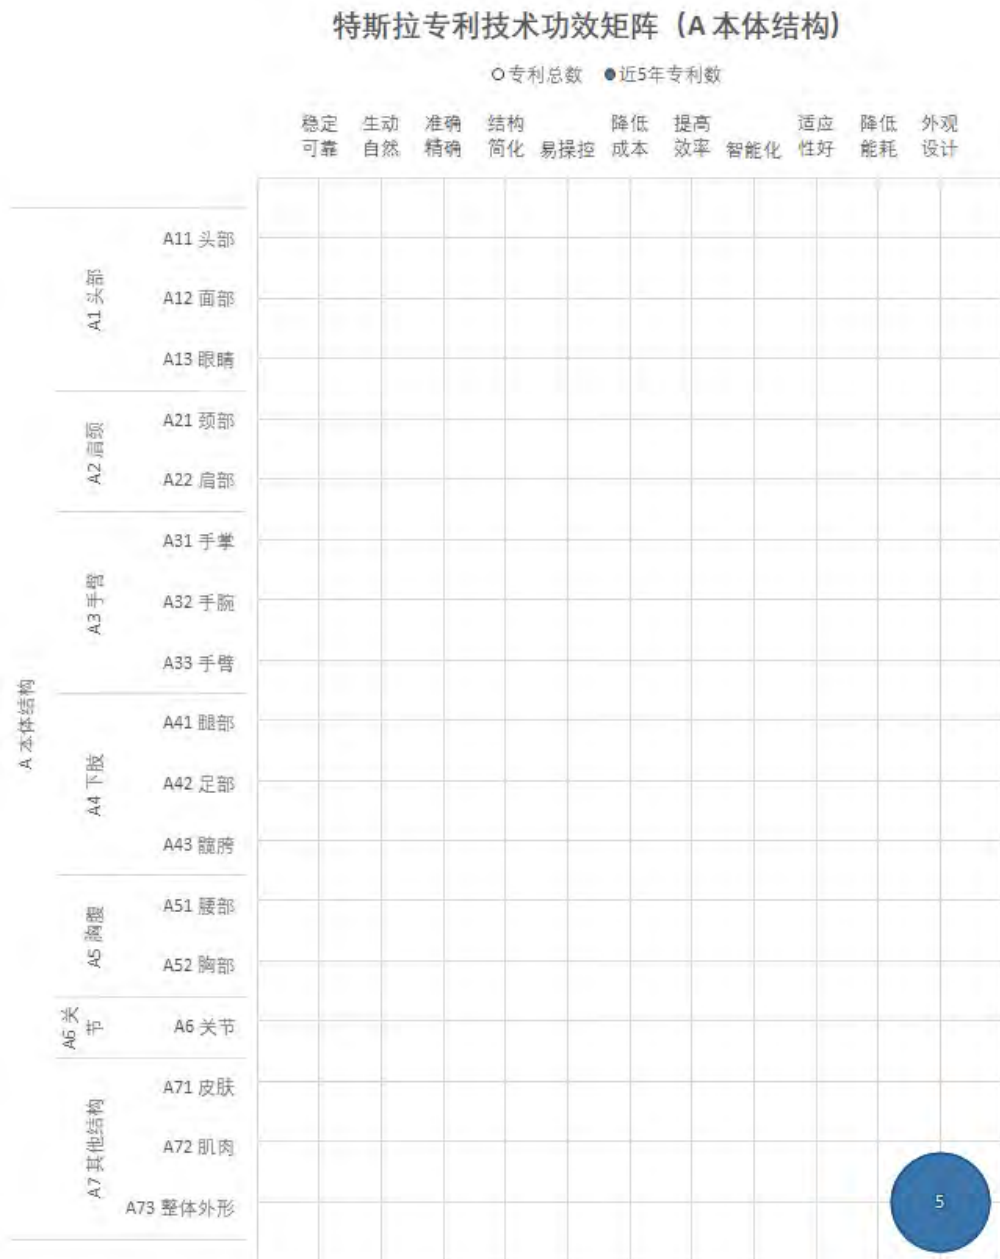 特斯拉专利技术功效矩阵（A 本体结构）
○专利总数 ●近5年专利数
稳定可靠 生动自然 准确精确 结构简化 易操控 降低成本 提高效率 智能化 适应性好 降低能耗 外观设计
A 本体结构
A1 头部
A11 头部
A12 面部
A13 眼睛
A2 肩颈
A21 颈部
A22 肩部
A3 手臂
A31 手掌
A32 手腕
A33 手臂
A4 下肢
A41 腿部
A42 足部
A43 髋胯
A5 胸腹
A51 腰部
A52 胸部
A6 关节
A6 关节
A7 其他结构
A71 皮肤
A72 肌肉
A73 整体外形
5